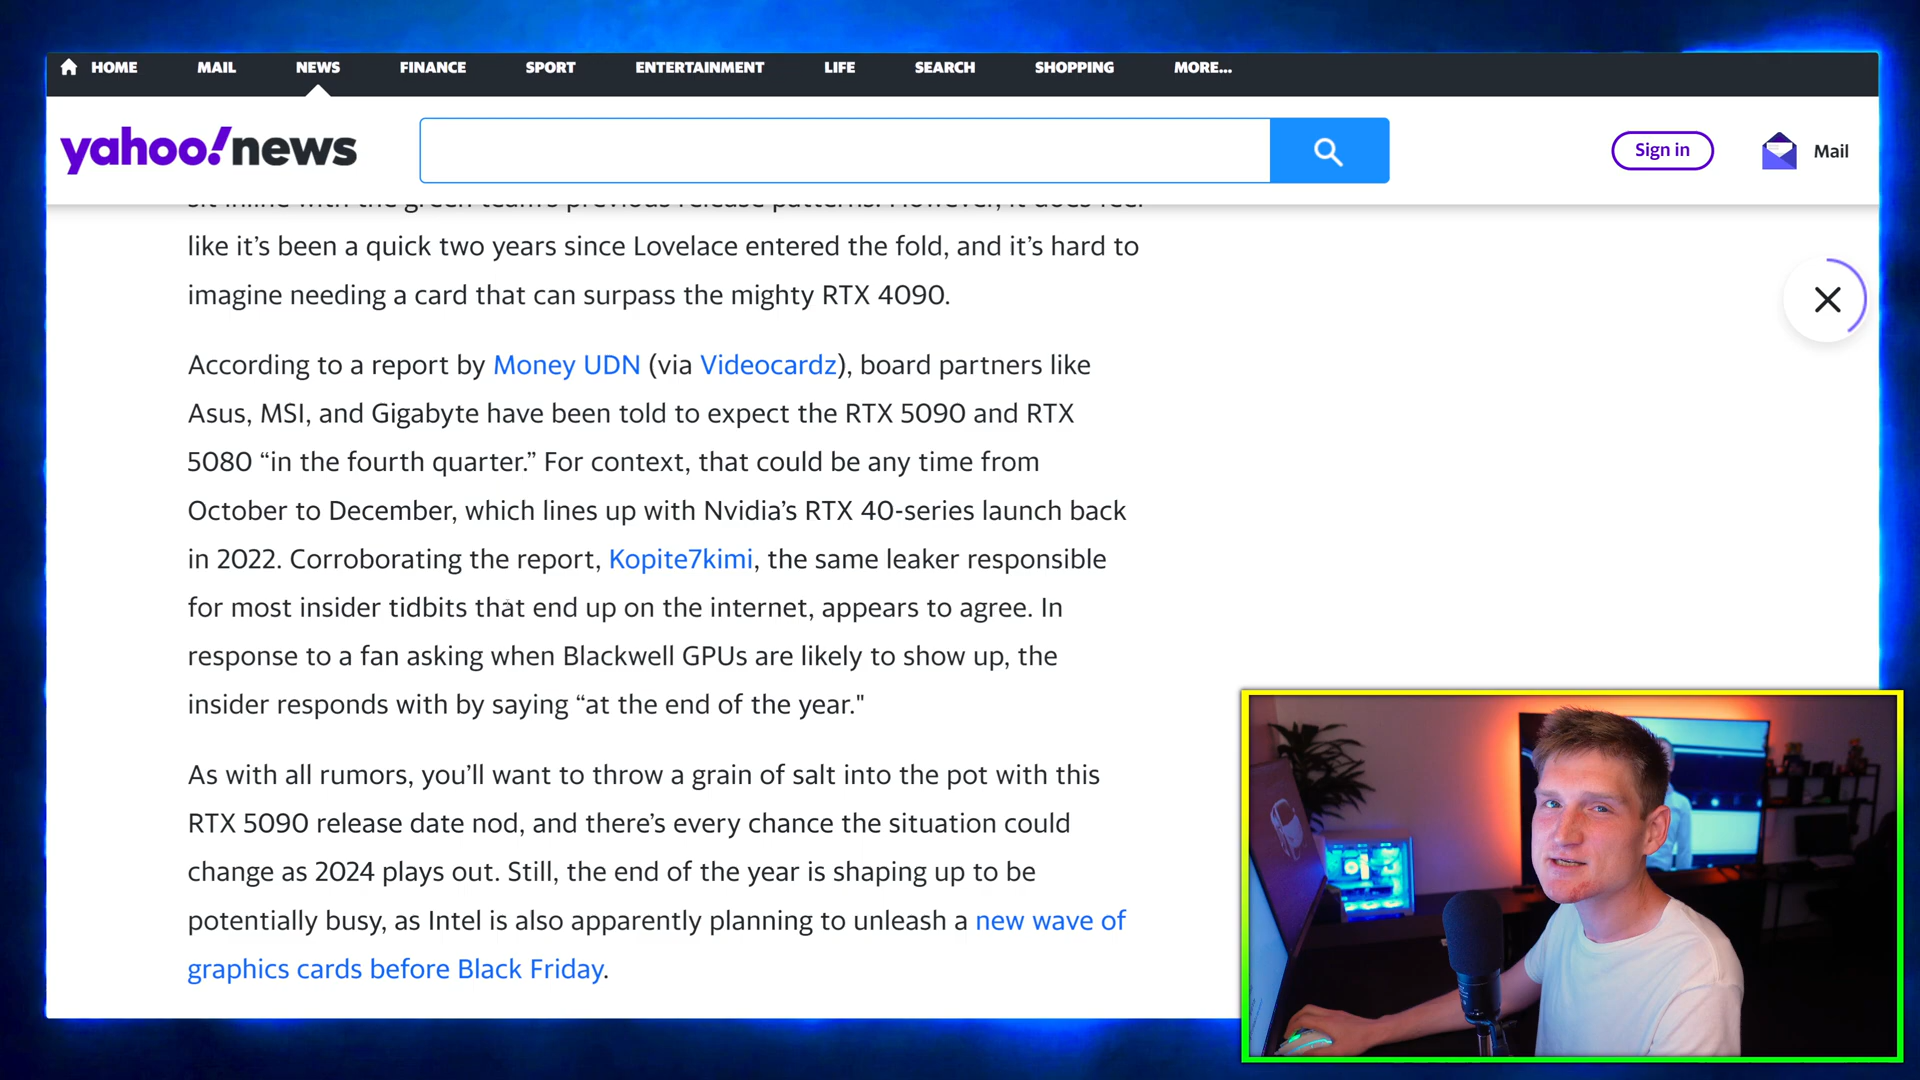 HOME MAIL NEWS FINANCE SPORT ENTERTAINMENT LIFE SEARCH SHOPPING MORE...
yahoo!news
Sign in
Mail
sit inline with the green team's previous release patterns. However, it does feel
like it’s been a quick two years since Lovelace entered the fold, and it’s hard to
imagine needing a card that can surpass the mighty RTX 4090.
According to a report by Money UDN (via Videocardz), board partners like
Asus, MSI, and Gigabyte have been told to expect the RTX 5090 and RTX
5080 “in the fourth quarter.” For context, that could be any time from
October to December, which lines up with Nvidia’s RTX 40-series launch back
in 2022. Corroborating the report, Kopite7kimi, the same leaker responsible
for most insider tidbits that end up on the internet, appears to agree. In
response to a fan asking when Blackwell GPUs are likely to show up, the
insider responds with by saying “at the end of the year."
As with all rumors, you’ll want to throw a grain of salt into the pot with this
RTX 5090 release date nod, and there’s every chance the situation could
change as 2024 plays out. Still, the end of the year is shaping up to be
potentially busy, as Intel is also apparently planning to unleash a new wave of
graphics cards before Black Friday.